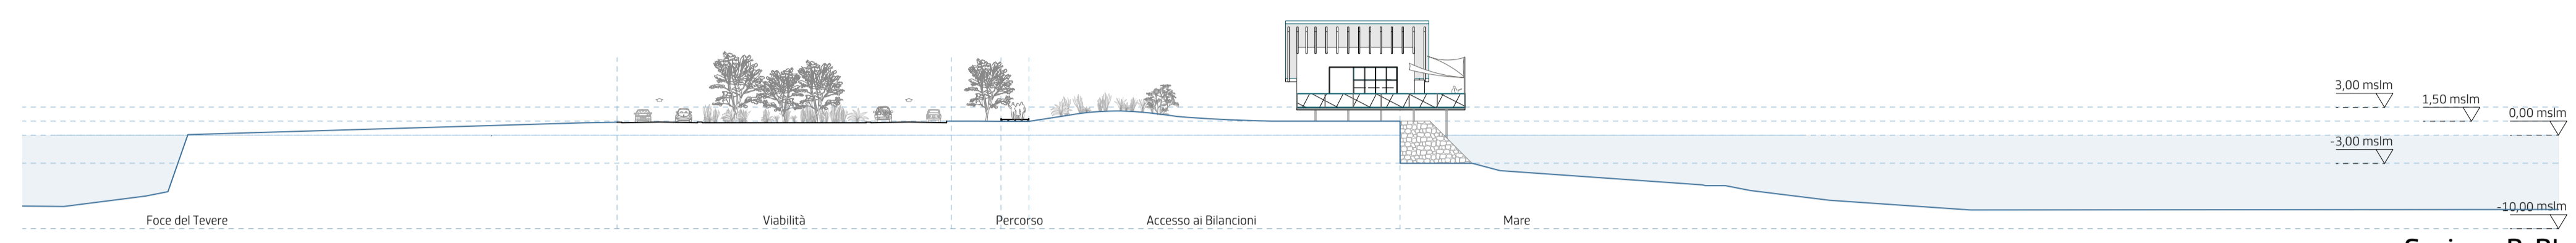 3,00 mslm
1,50 mslm
0,00 mslm
-3,00 mslm
-10,00 mslm
Foce del Tevere
Viabilità
Percorso
Accesso ai Bilancioni
Mare